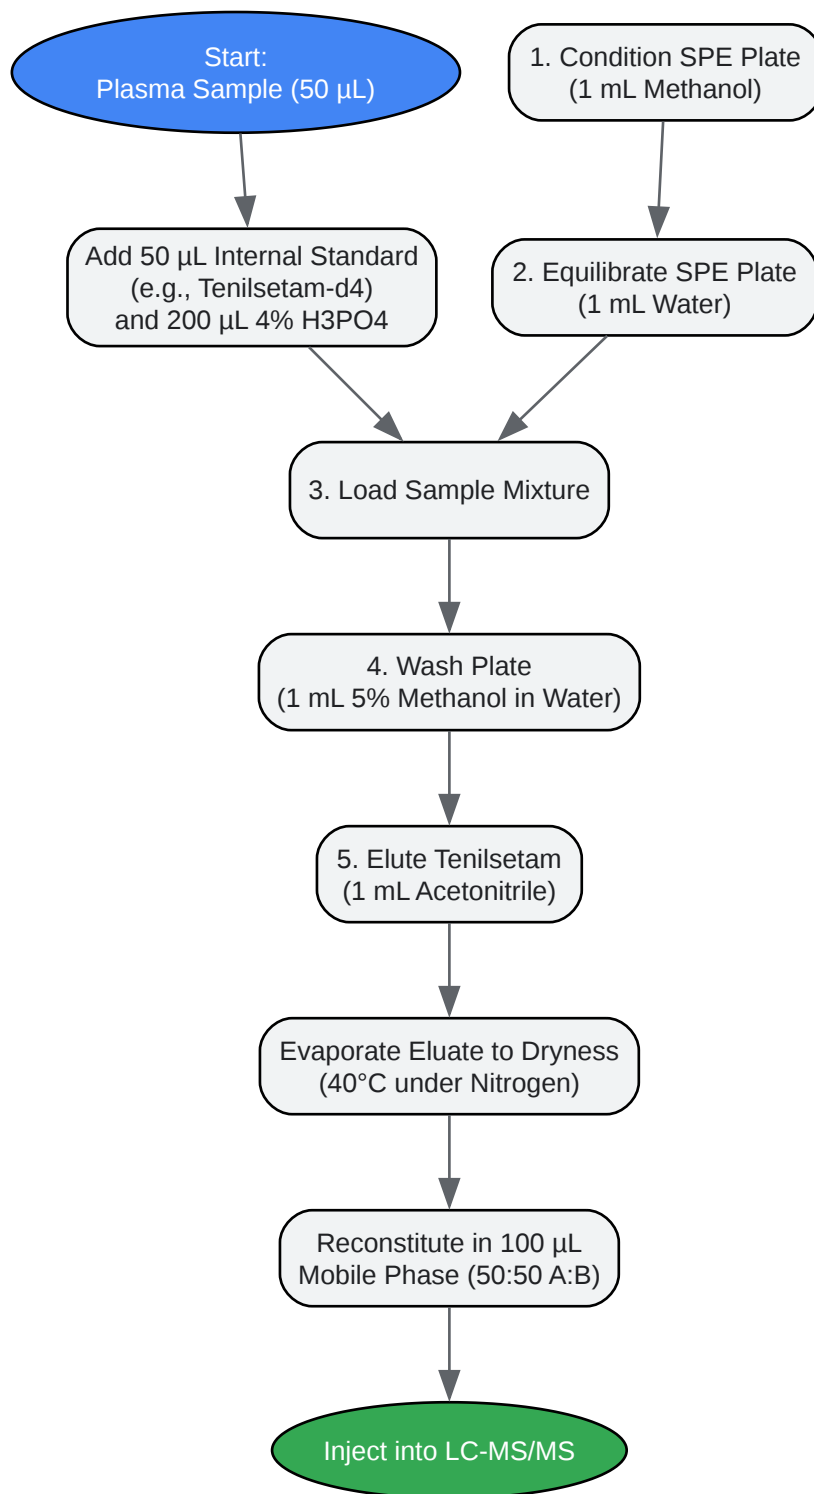 Start:
Plasma Sample (50 µL)
1. Condition SPE Plate
(1 mL Methanol)
Add 50 µL Internal Standard
(e.g., Tenilsetam-d4)
and 200 µL 4% H3PO4
2. Equilibrate SPE Plate
(1 mL Water)
3. Load Sample Mixture
4. Wash Plate
(1 mL 5% Methanol in Water)
5. Elute Tenilsetam
(1 mL Acetonitrile)
Evaporate Eluate to Dryness
(40°C under Nitrogen)
Reconstitute in 100 µL
Mobile Phase (50:50 A:B)
Inject into LC-MS/MS